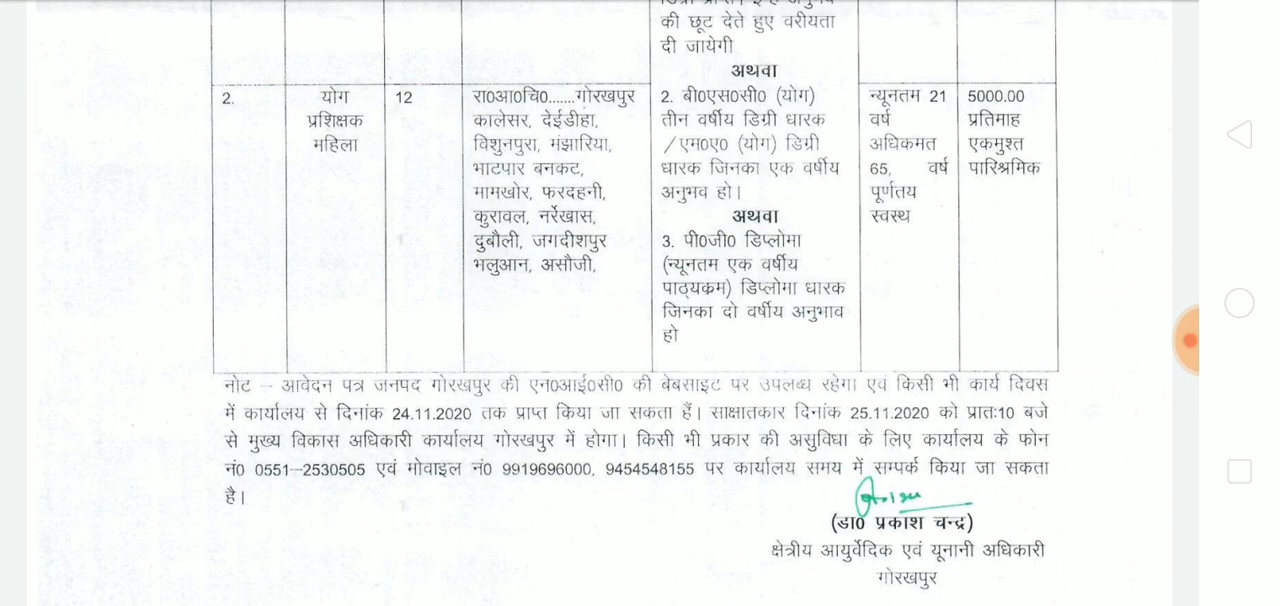 की छूट देते हुए वरीयता
दी जायेगी
अथवा
2.
योग
प्रशिक्षक
महिला
12
रा0आ0चि0.......गोरखपुर
कालेसर, देईडीहा,
विशुनपुरा, मंझारिया,
भाटपार बनकट,
मामखोर, फरदहनी,
कुरावल, नर्रेखास,
दुबौली, जगदीशपुर
भलुआन, असौजी,
2. बी0एस0सी0 (योग)
तीन वर्षीय डिग्री धारक
/एम0ए0 (योग) डिग्री
धारक जिनका एक वर्षीय
अनुभव हो।
अथवा
3. पी0जी0 डिप्लोमा
(न्यूनतम एक वर्षीय
पाठ्यक्रम) डिप्लोमा धारक
जिनका दो वर्षीय अनुभाव
हो
न्यूनतम 21
वर्ष
अधिकमत
65, वर्ष
पूर्णतय
स्वस्थ
5000.00
प्रतिमाह
एकमुश्त
पारिश्रमिक
नोट – आवेदन पत्र जनपद गोरखपुर की एन0आई0सी0 की बेबसाइट पर उपलब्ध रहेगा एवं किसी भी कार्य दिवस
में कार्यालय से दिनांक 24.11.2020 तक प्राप्त किया जा सकता हैं। साक्षातकार दिनांक 25.11.2020 को प्रातः10 बजे
से मुख्य विकास अधिकारी कार्यालय गोरखपुर में होगा। किसी भी प्रकार की असुविधा के लिए कार्यालय के फोन
नं0 0551–2530505 एवं मोवाइल नं0 9919696000, 9454548155 पर कार्यालय समय में सम्पर्क किया जा सकता
है।
(डा0 प्रकाश चन्द्र)
क्षेत्रीय आयुर्वेदिक एवं यूनानी अधिकारी
गोरखपुर